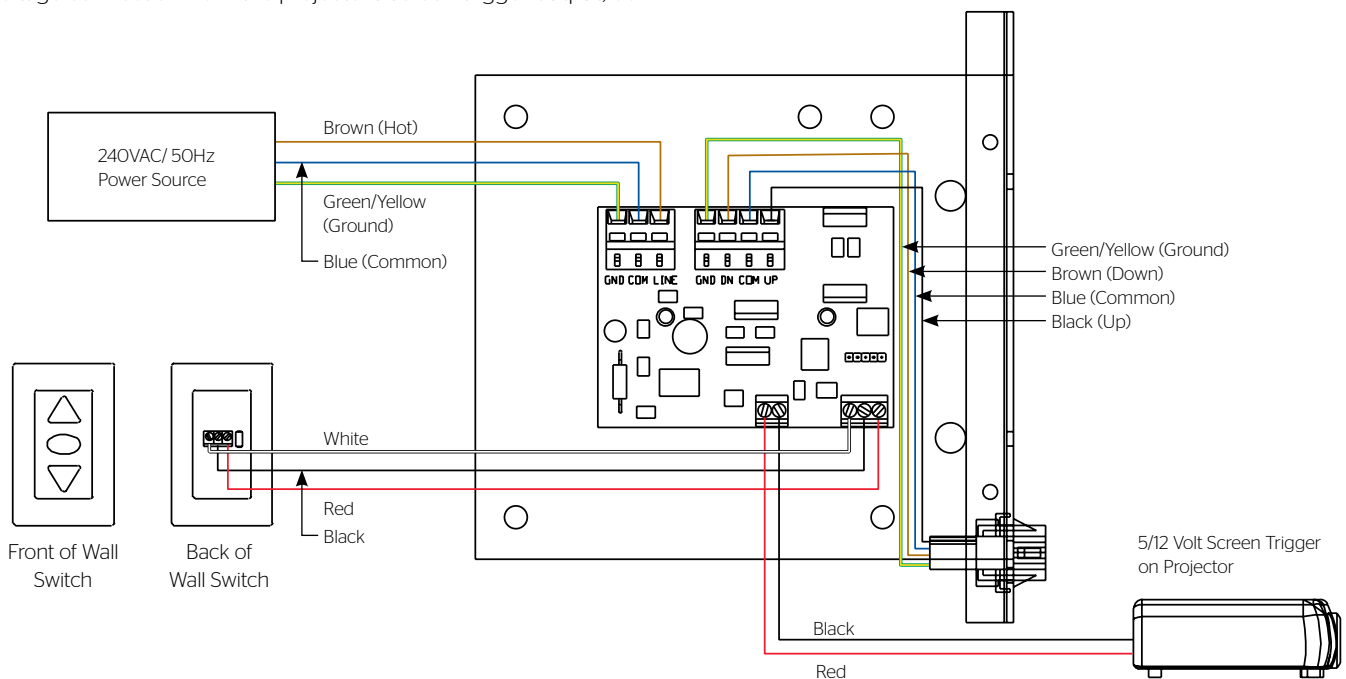 Brown (Hot)
240VAC/ 50Hz
Power Source
Green/Yellow
(Ground)
Blue (Common)
GND COM LINE
GND DN COM UP
Green/Yellow (Ground)
Brown (Down)
Blue (Common)
Black (Up)
White
Red
Black
Front of Wall
Switch
Back of
Wall Switch
5/12 Volt Screen Trigger
on Projector
Black
Red